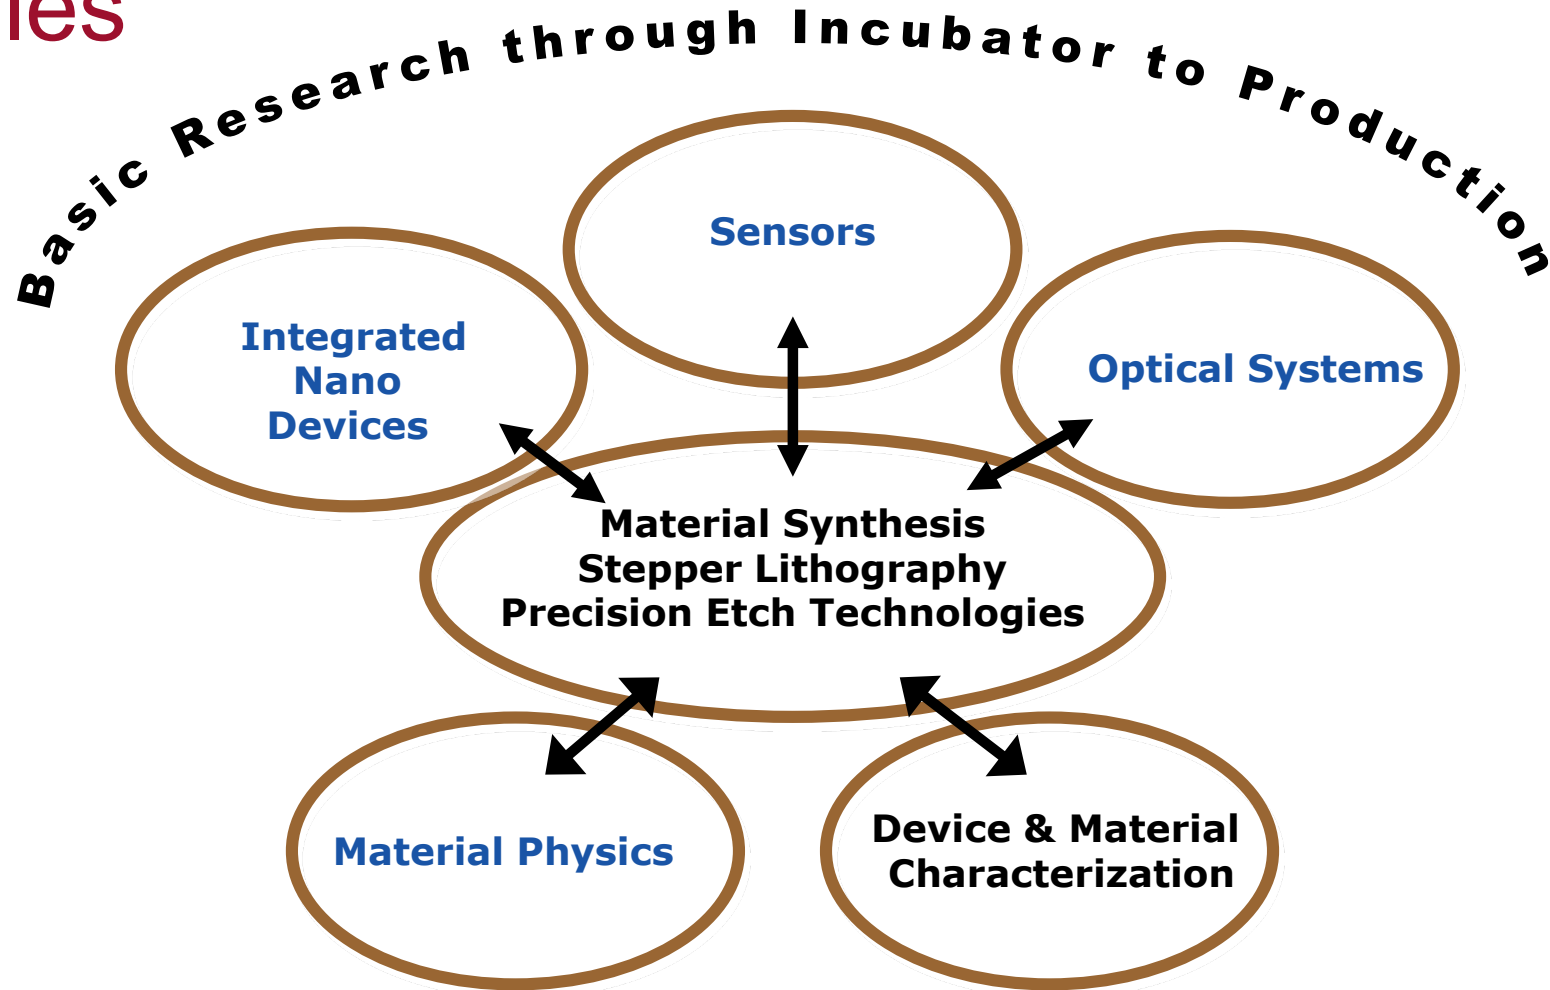 ies
Basic Research through Incubator to Production
Sensors
Integrated
Nano
Devices
Optical Systems
Material Synthesis
Stepper Lithography
Precision Etch Technologies
Material Physics
Device & Material
Characterization